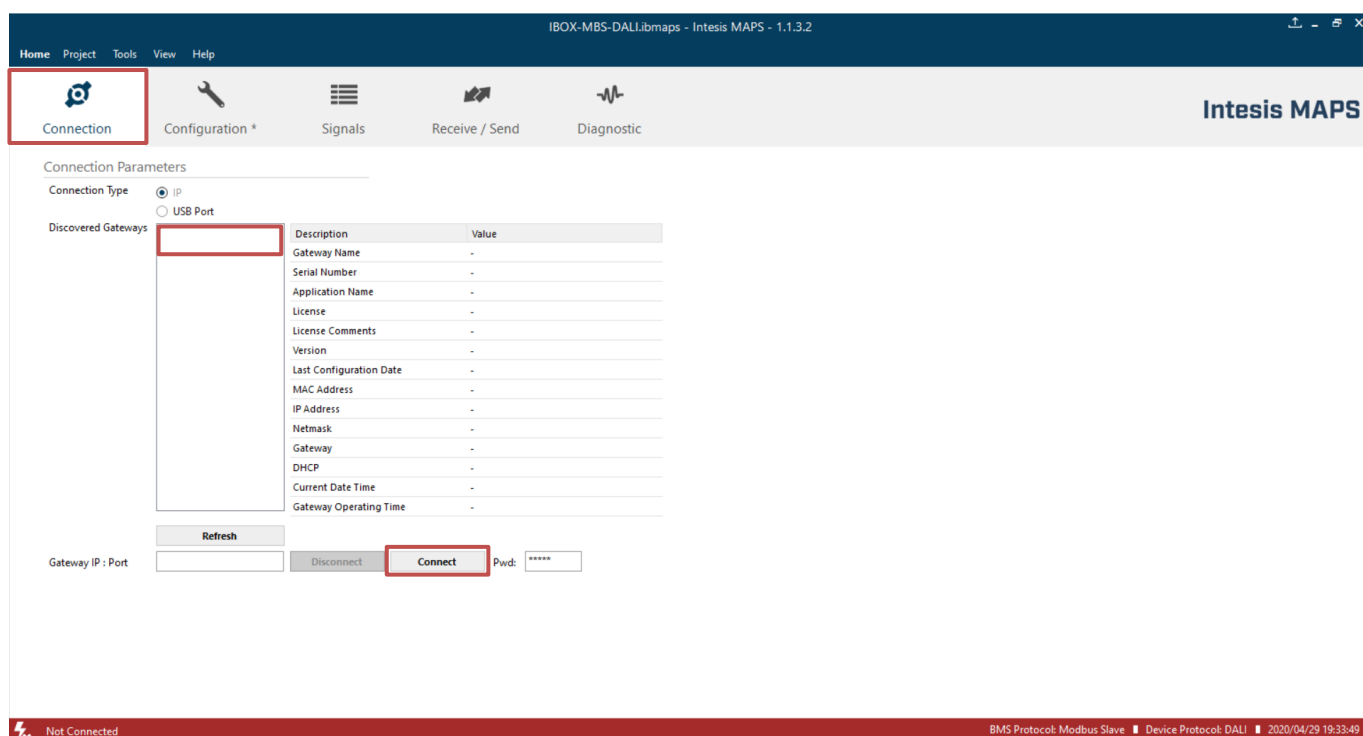 IBOX-MBS-DALI.ibmaps - Intesis MAPS - 1.1.3.2
Home Project Tools View Help
Connection Configuration * Signals Receive / Send Diagnostic
Intesis MAPS
Connection Parameters
Connection Type IP
USB Port
Discovered Gateways
Description Value
Gateway Name -
Serial Number -
Application Name -
License -
License Comments -
Version -
Last Configuration Date -
MAC Address -
IP Address -
Netmask -
Gateway -
DHCP -
Current Date Time -
Gateway Operating Time -
Refresh
Gateway IP : Port Disconnect Connect Pwd: *****
Not Connected BMS Protocol: Modbus Slave Device Protocol: DALI 2020/04/29 19:33:49